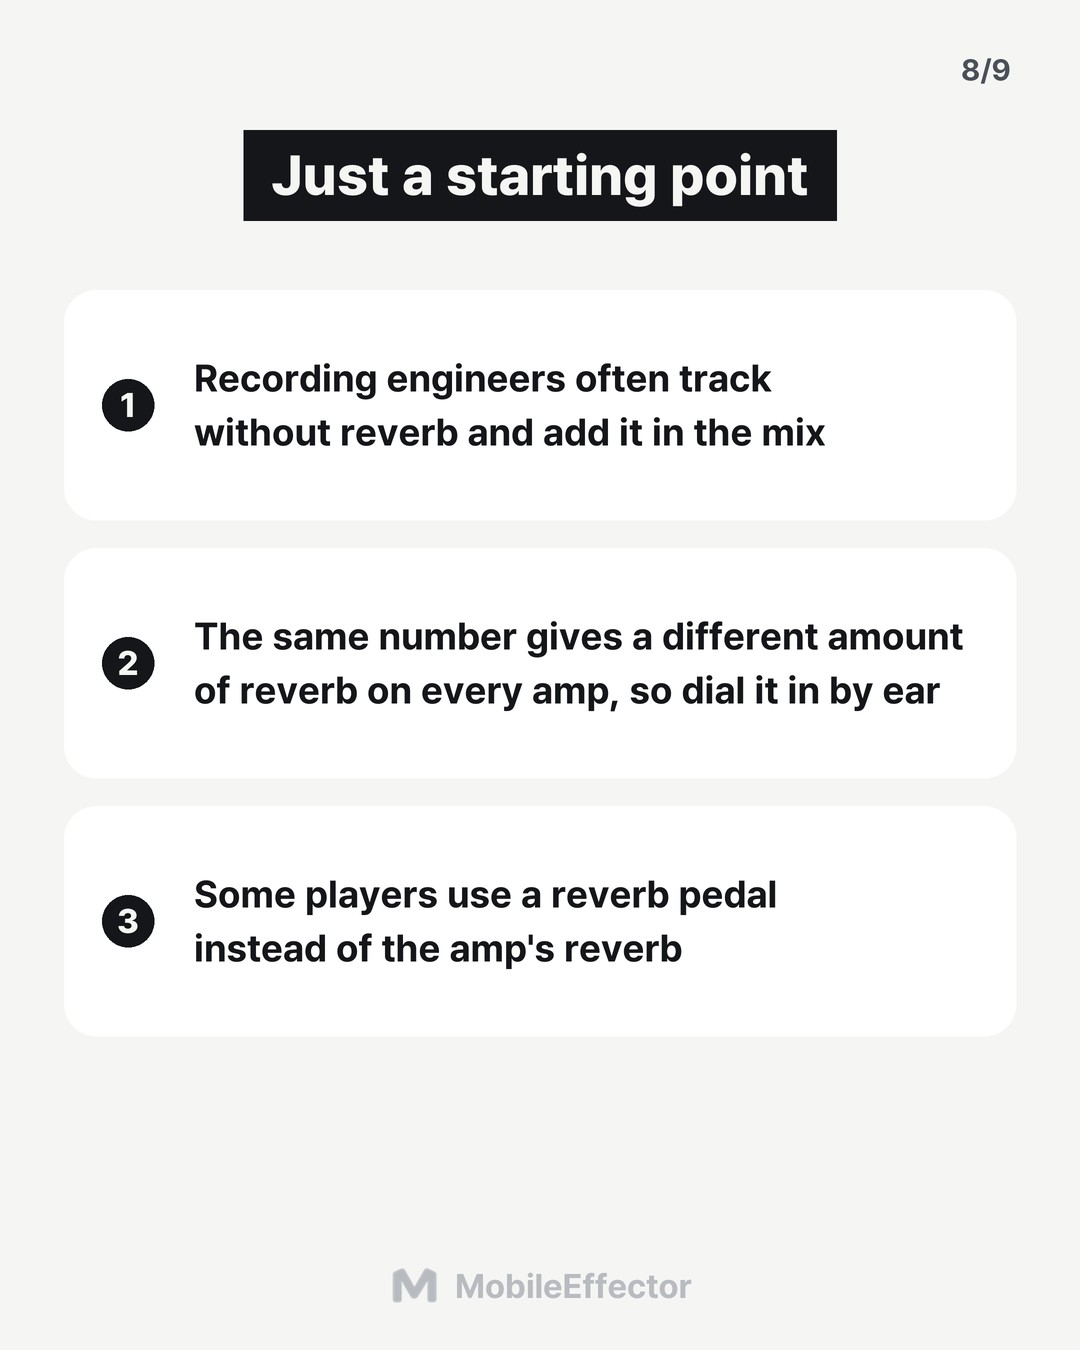 8/9
Just a starting point
1
Recording engineers often track
without reverb and add it in the mix
2
The same number gives a different amount
of reverb on every amp, so dial it in by ear
3
Some players use a reverb pedal
instead of the amp's reverb
MobileEffector